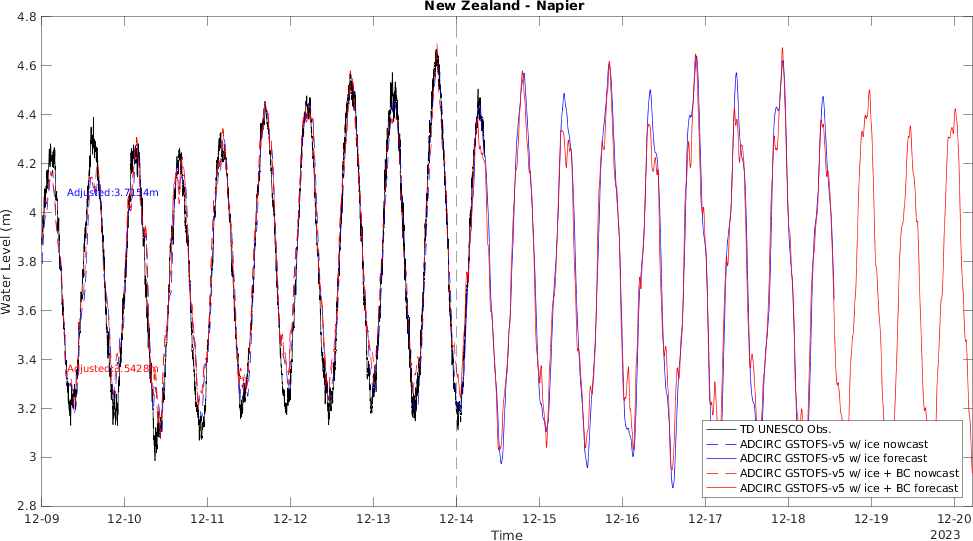 New Zealand - Napier
4.8
4.6
4.4
4.2
4
3.8
3.6
3.4
3.2
3
2.8
Water Level (m)
Adjusted:3.7154m
Adjusted:3.5428m
TD UNESCO Obs.
ADCIRC GSTOFS-v5 w/ ice nowcast
ADCIRC GSTOFS-v5 w/ ice forecast
ADCIRC GSTOFS-v5 w/ ice + BC nowcast
ADCIRC GSTOFS-v5 w/ ice + BC forecast
12-09 12-10 12-11 12-12 12-13 12-14 12-15 12-16 12-17 12-18 12-19 12-20
2023
Time